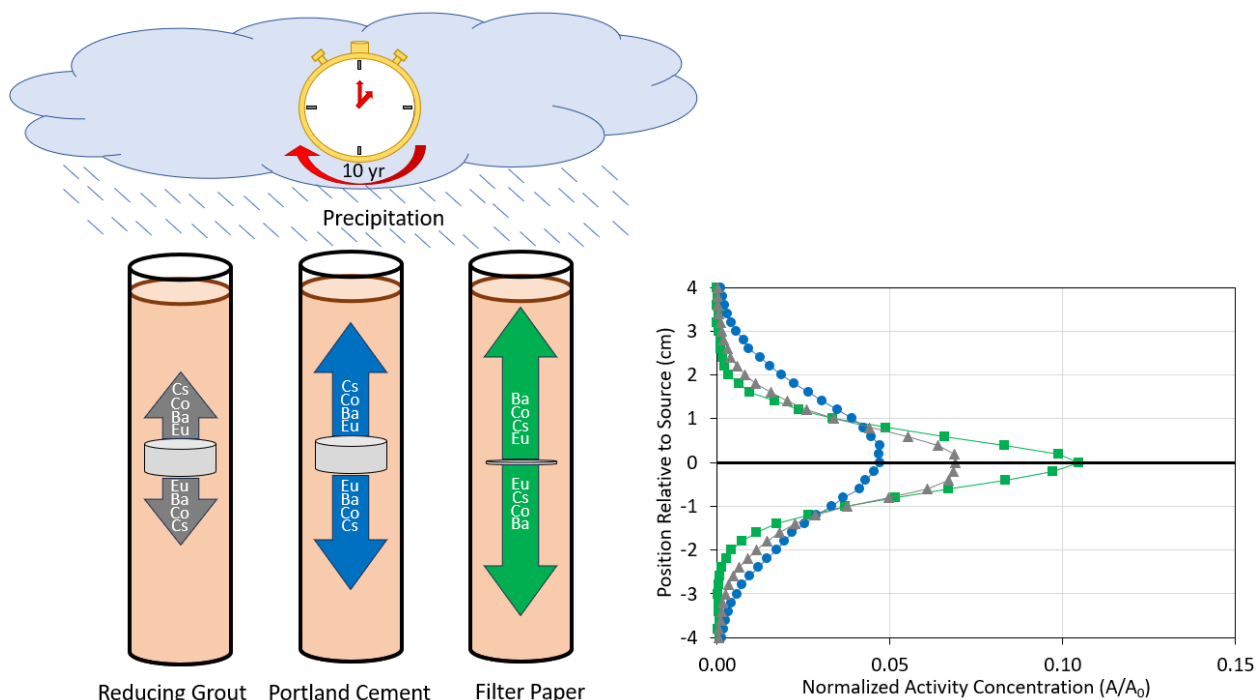 10 yr
Precipitation
Cs
Co
Ba
Eu
Eu
Ba
Co
Cs
Reducing Grout
Cs
Co
Ba
Eu
Eu
Ba
Co
Cs
Portland Cement
Ba
Co
Cs
Eu
Eu
Cs
Co
Ba
Filter Paper
Position Relative to Source (cm)
4
3
2
1
0
-1
-2
-3
-4
0.00
0.05
0.10
0.15
Normalized Activity Concentration (A/A₀)